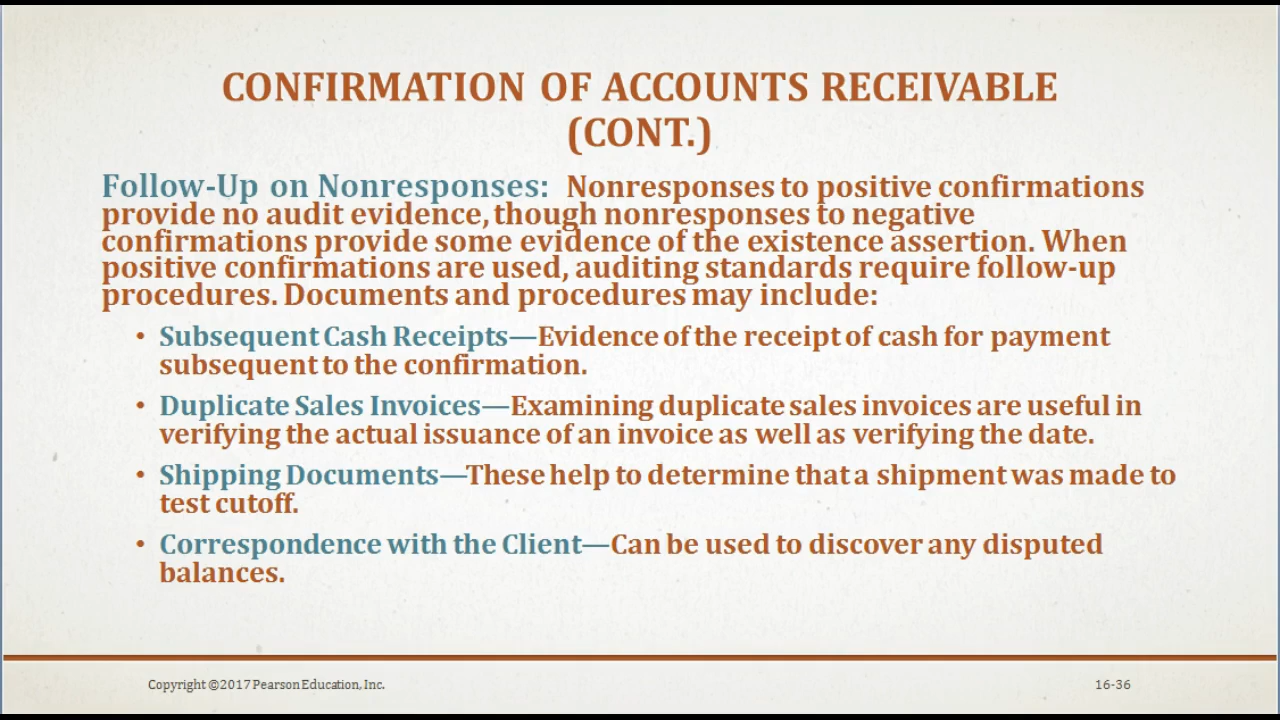 CONFIRMATION OF ACCOUNTS RECEIVABLE
(CONT.)
Follow-Up on Nonresponses: Nonresponses to positive confirmations
provide no audit evidence, though nonresponses to negative
confirmations provide some evidence of the existence assertion. When
positive confirmations are used, auditing standards require follow-up
procedures. Documents and procedures may include:
• Subsequent Cash Receipts—Evidence of the receipt of cash for payment
subsequent to the confirmation.
• Duplicate Sales Invoices—Examining duplicate sales invoices are useful in
verifying the actual issuance of an invoice as well as verifying the date.
• Shipping Documents—These help to determine that a shipment was made to
test cutoff.
• Correspondence with the Client—Can be used to discover any disputed
balances.
Copyright ©2017 Pearson Education, Inc.
16-36